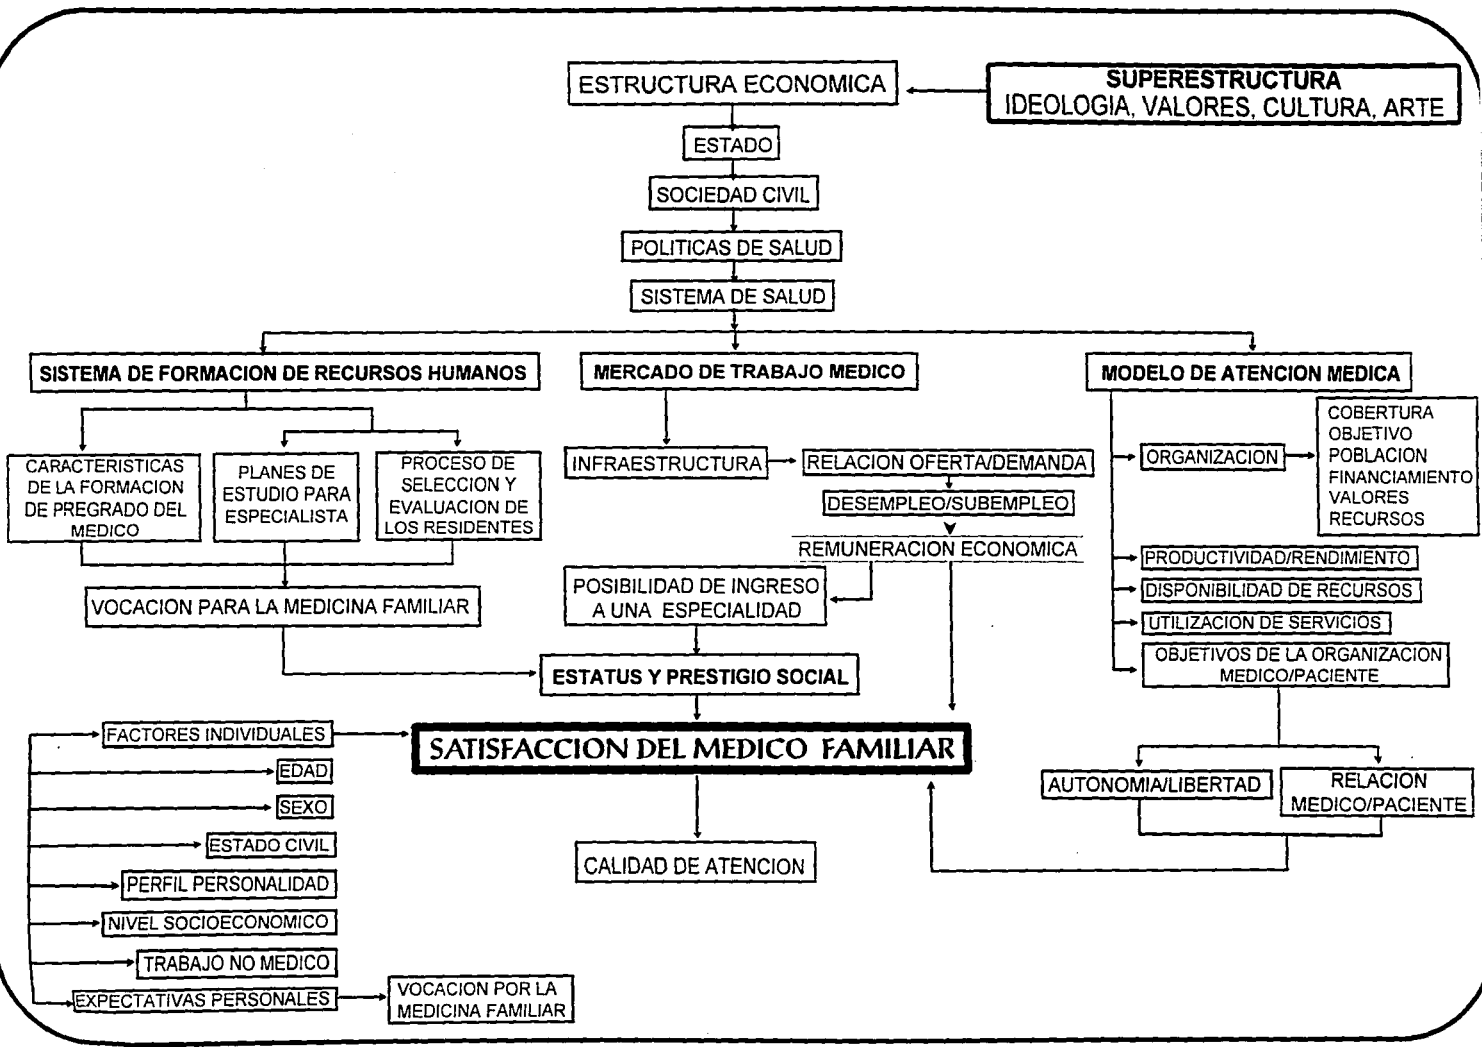 ESTRUCTURA ECONOMICA
SUPERESTRUCTURA
IDEOLOGIA, VALORES, CULTURA, ARTE
ESTADO
SOCIEDAD CIVIL
POLITICAS DE SALUD
SISTEMA DE SALUD
SISTEMA DE FORMACION DE RECURSOS HUMANOS
MERCADO DE TRABAJO MEDICO
MODELO DE ATENCION MEDICA
CARACTERISTICAS
DE LA FORMACION
DE PREGRADO DEL
MEDICO
PLANES DE
ESTUDIO PARA
ESPECIALISTA
PROCESO DE
SELECCION Y
EVALUACION DE
LOS RESIDENTES
VOCACION PARA LA MEDICINA FAMILIAR
INFRAESTRUCTURA
RELACION OFERTA/DEMANDA
DESEMPLEO/SUBEMPLEO
REMUNERACION ECONOMICA
POSIBILIDAD DE INGRESO
A UNA ESPECIALIDAD
ESTATUS Y PRESTIGIO SOCIAL
ORGANIZACION
COBERTURA
OBJETIVO
POBLACION
FINANCIAMIENTO
VALORES
RECURSOS
PRODUCTIVIDAD/RENDIMIENTO
DISPONIBILIDAD DE RECURSOS
UTILIZACION DE SERVICIOS
OBJETIVOS DE LA ORGANIZACION
MEDICO/PACIENTE
AUTONOMIA/LIBERTAD
RELACION
MEDICO/PACIENTE
SATISFACCION DEL MEDICO FAMILIAR
CALIDAD DE ATENCION
FACTORES INDIVIDUALES
EDAD
SEXO
ESTADO CIVIL
PERFIL PERSONALIDAD
NIVEL SOCIOECONOMICO
TRABAJO NO MEDICO
EXPECTATIVAS PERSONALES
VOCACION POR LA
MEDICINA FAMILIAR